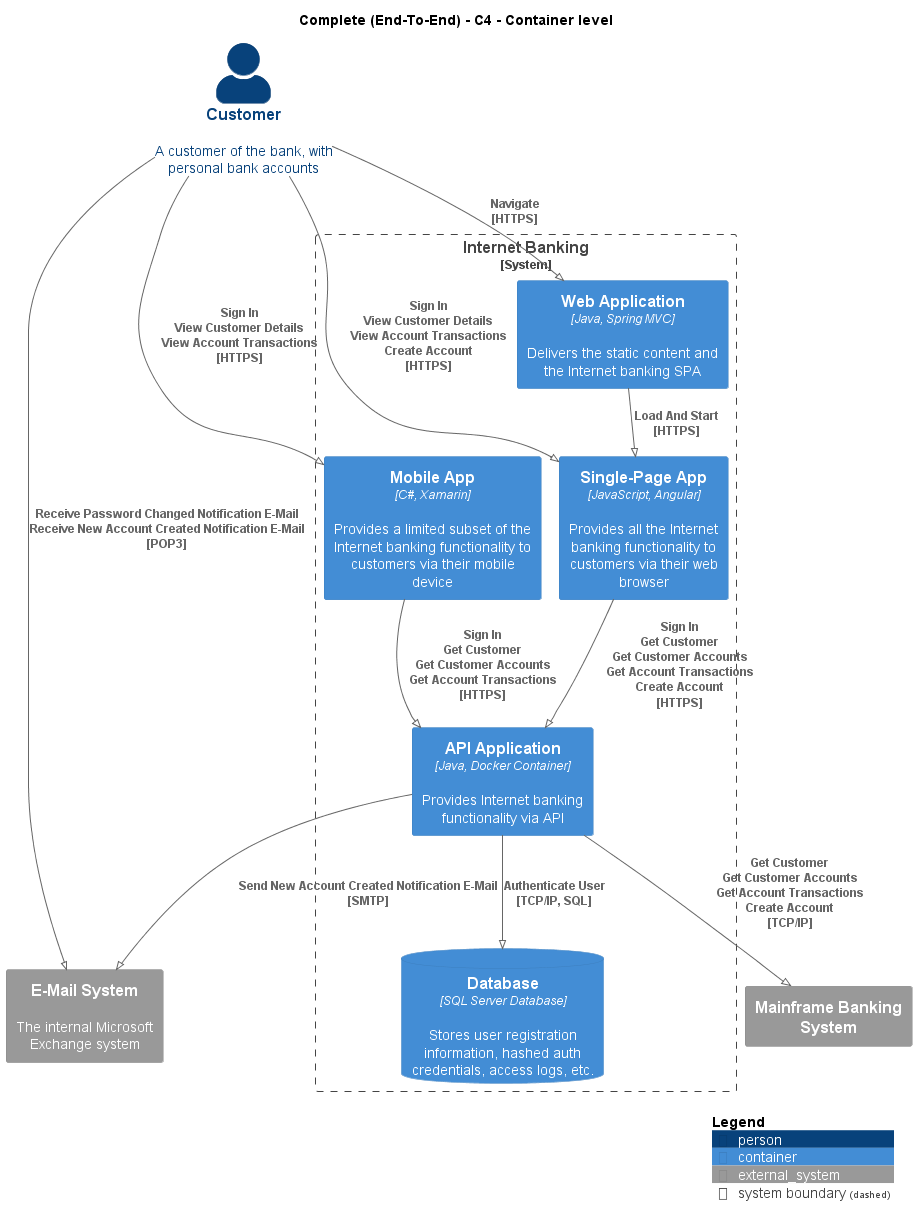 Complete (End-To-End) - C4 - Container level
Customer
A customer of the bank, with
personal bank accounts
Navigate
[HTTPS]
Internet Banking
[System]
Web Application
[Java, Spring MVC]
Delivers the static content and
the Internet banking SPA
Sign In
View Customer Details
View Account Transactions
[HTTPS]
Sign In
View Customer Details
View Account Transactions
Create Account
[HTTPS]
Load And Start
[HTTPS]
Mobile App
[C#, Xamarin]
Provides a limited subset of the
Internet banking functionality to
customers via their mobile
device
Single-Page App
[JavaScript, Angular]
Provides all the Internet
banking functionality to
customers via their web
browser
Receive Password Changed Notification E-Mail
Receive New Account Created Notification E-Mail
[POP3]
Sign In
Get Customer
Get Customer Accounts
Get Account Transactions
[HTTPS]
Sign In
Get Customer
Get Customer Accounts
Get Account Transactions
Create Account
[HTTPS]
API Application
[Java, Docker Container]
Provides Internet banking
functionality via API
Send New Account Created Notification E-Mail
[SMTP]
Authenticate User
[TCP/IP, SQL]
Get Customer
Get Customer Accounts
Get Account Transactions
Create Account
[TCP/IP]
E-Mail System
The internal Microsoft
Exchange system
Database
[SQL Server Database]
Stores user registration
information, hashed auth
credentials, access logs, etc.
Mainframe Banking
System
Legend
person
container
external_system
system boundary (dashed)